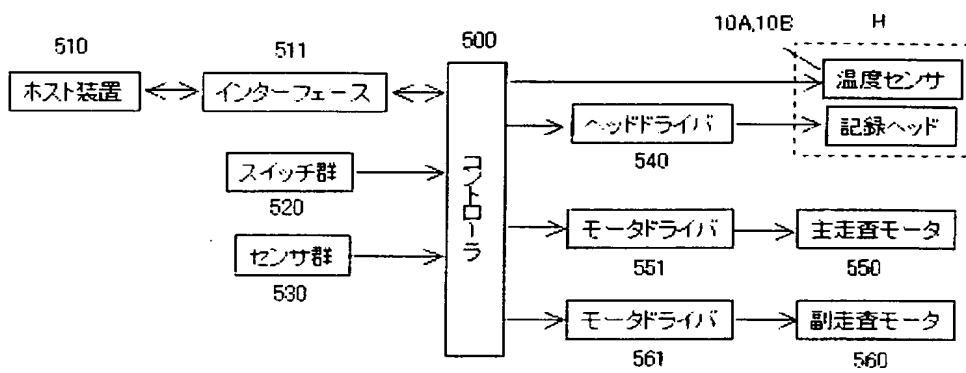 10A,10B
H
510
511
500
ホスト装置
インターフェース
温度センサ
ヘッドドライバ
記録ヘッド
540
スイッチ群
520
コントローラ
モータドライバ
主走査モータ
551
550
センサ群
530
モータドライバ
副走査モータ
561
560